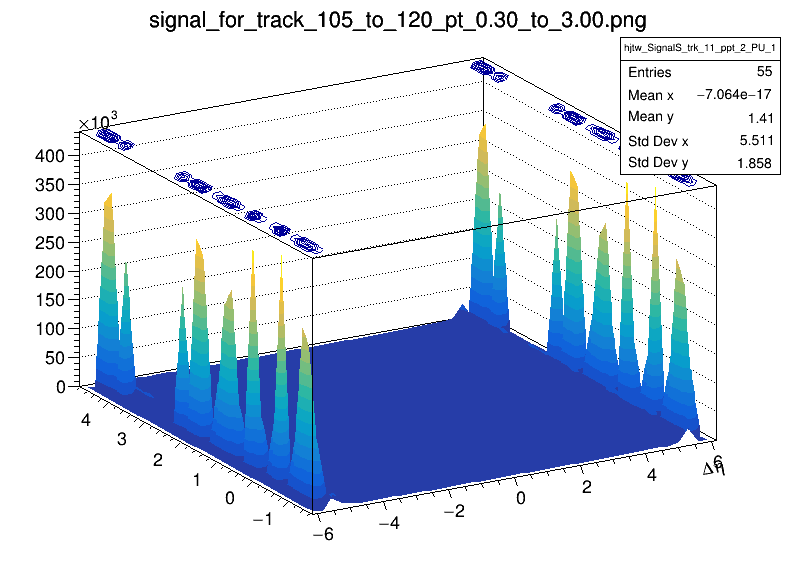 signal_for_track_105_to_120_pt_0.30_to_3.00.png
hjtw_SignalS_trk_11_ppt_2_PU_1
Entries 55
Mean x −7.064e−17
Mean y 1.41
Std Dev x 5.511
Std Dev y 1.858
×10³
400
350
300
250
200
150
100
50
0
4
3
2
1
0
−1
−6
−4
−2
0
2
4
6
Δη